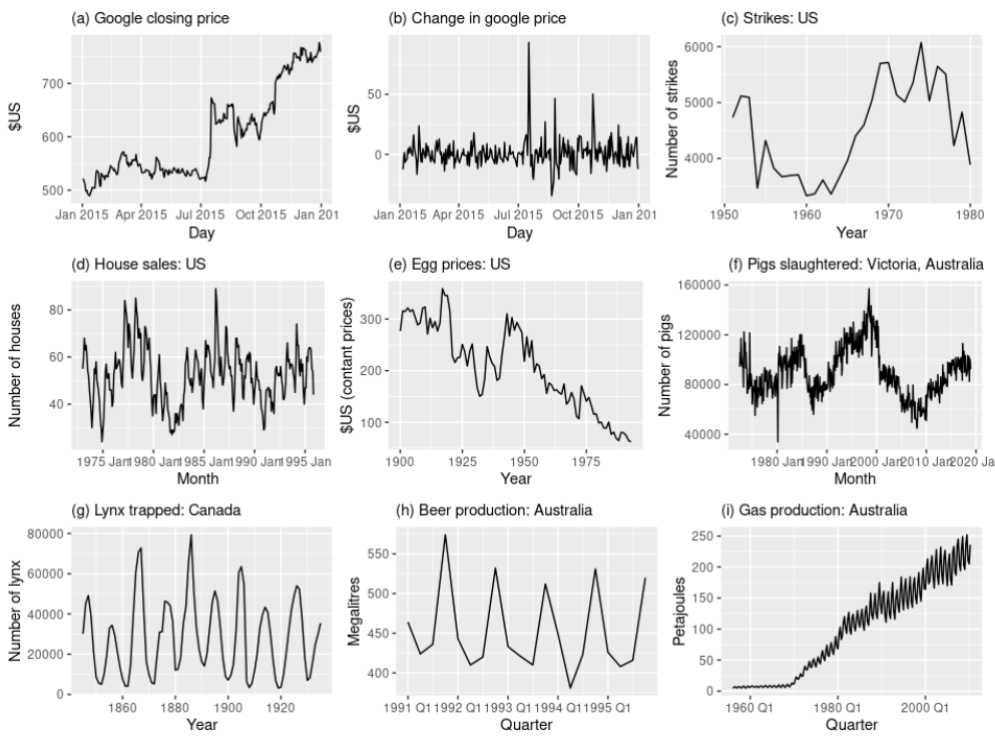 (a) Google closing price
(b) Change in google price
(c) Strikes: US
$US
700
600
500
Jan 2015 Apr 2015 Jul 2015 Oct 2015 Jan 201
Day
$US
50
0
Jan 2015 Apr 2015 Jul 2015 Oct 2015 Jan 201
Day
Number of strikes
6000
5000
4000
1950 1960 1970 1980
Year
(d) House sales: US
(e) Egg prices: US
(f) Pigs slaughtered: Victoria, Australia
Number of houses
80
60
40
1975 Jan 1980 Jan 1985 Jan 1990 Jan 1995 Jan
Month
$US (contant prices)
300
200
100
1900 1925 1950 1975
Year
Number of pigs
160000
120000
80000
40000
1980 Jan 1990 Jan 2000 Jan 2010 Jan 2020 Ja
Month
(g) Lynx trapped: Canada
(h) Beer production: Australia
(i) Gas production: Australia
Number of lynx
80000
60000
40000
20000
0
1860 1880 1900 1920
Year
Megalitres
550
500
450
400
1991 Q1 1992 Q1 1993 Q1 1994 Q1 1995 Q1
Quarter
Petajoules
250
200
150
100
50
0
1960 Q1 1980 Q1 2000 Q1
Quarter